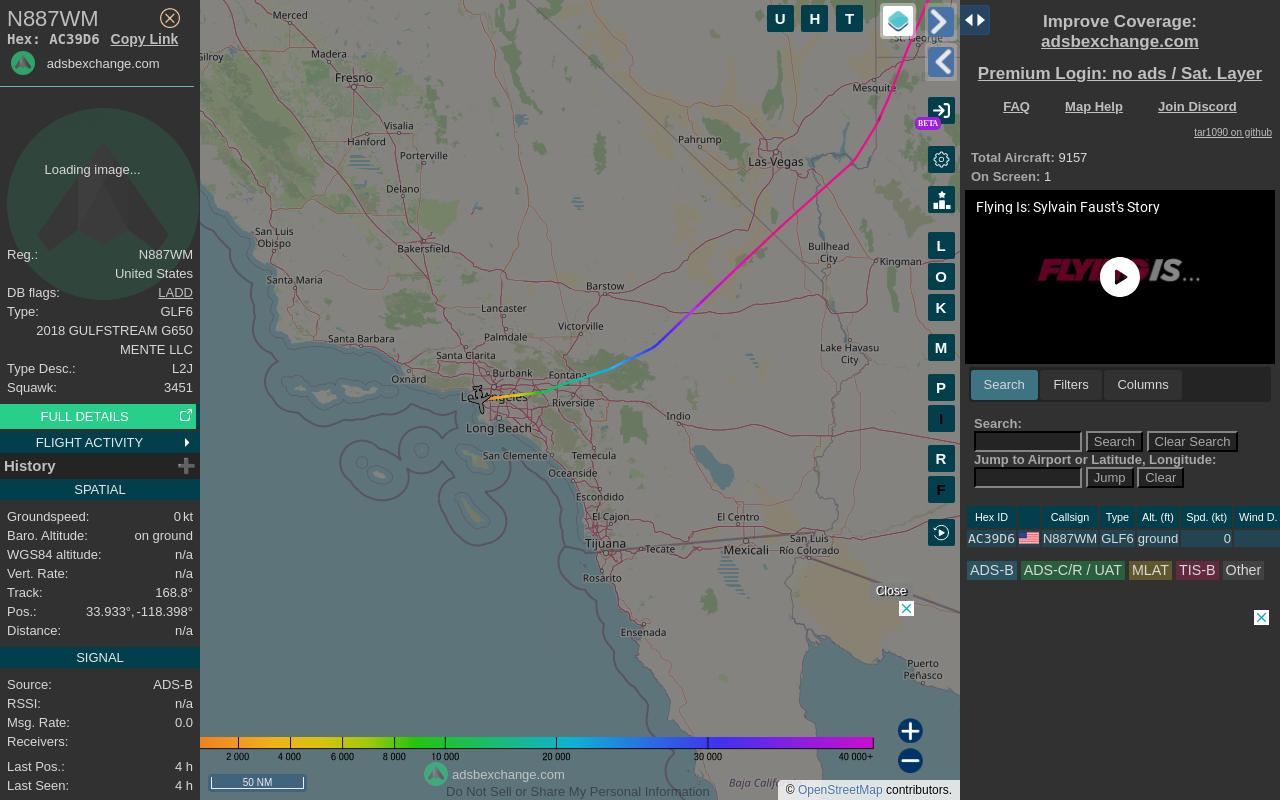 N887WM
Hex: AC39D6 Copy Link
adsbexchange.com
Loading image...
Reg.: N887WM
United States
DB flags: LADD
Type: GLF6
2018 GULFSTREAM G650
MENTE LLC
Type Desc.: L2J
Squawk: 3451
FULL DETAILS
FLIGHT ACTIVITY
History
SPATIAL
Groundspeed: 0 kt
Baro. Altitude: on ground
WGS84 altitude: n/a
Vert. Rate: n/a
Track: 168.8°
Pos.: 33.933°, -118.398°
Distance: n/a
SIGNAL
Source: ADS-B
RSSI: n/a
Msg. Rate: 0.0
Receivers:
Last Pos.: 4 h
Last Seen: 4 h
U H T
Merced
Gilroy
Madera
Fresno
St. George
Mesquite
Visalia
Hanford
Porterville
Pahrump
Las Vegas
Delano
San Luis
Obispo
Bakersfield
Bullhead
City
Kingman
Santa Maria
Barstow
Lancaster
Victorville
Palmdale
Santa Barbara
Santa Clarita
Lake Havasu
City
Oxnard
Burbank
Fontana
Los Angeles
Riverside
Indio
Long Beach
San Clemente
Temecula
Oceanside
Escondido
El Cajon
El Centro
Tijuana
Tecate
Mexicali
San Luis
Río Colorado
Rosarito
Ensenada
Puerto
Peñasco
BETA
L
O
K
M
P
I
R
F
Close
2 000 4 000 6 000 8 000 10 000 20 000 30 000 40 000+
50 NM
adsbexchange.com
Do Not Sell or Share My Personal Information
© OpenStreetMap contributors.
Improve Coverage:
adsbexchange.com
Premium Login: no ads / Sat. Layer
FAQ Map Help Join Discord
tar1090 on github
Total Aircraft: 9157
On Screen: 1
Flying Is: Sylvain Faust's Story
FLYING IS...
Search Filters Columns
Search:
Search Clear Search
Jump to Airport or Latitude, Longitude:
Jump Clear
Hex ID Callsign Type Alt. (ft) Spd. (kt) Wind D.
AC39D6 N887WM GLF6 ground 0
ADS-B ADS-C/R / UAT MLAT TIS-B Other